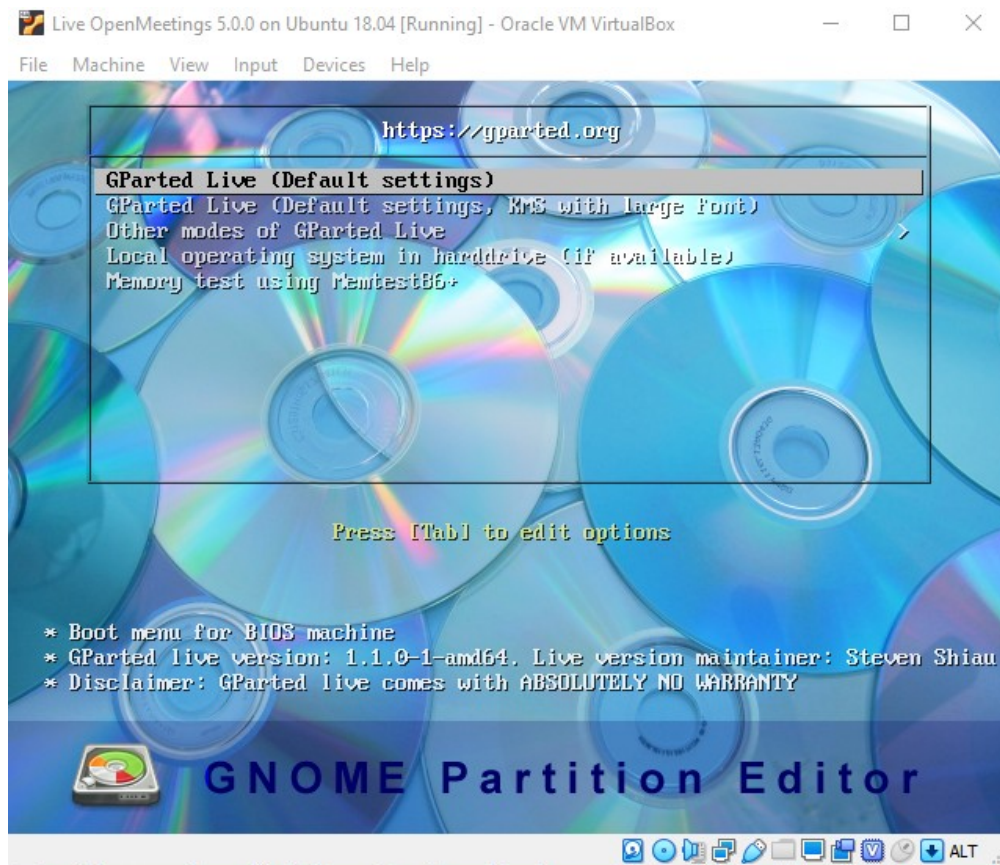 Live OpenMeetings 5.0.0 on Ubuntu 18.04 [Running] - Oracle VM VirtualBox
File Machine View Input Devices Help
https://gparted.org
GParted Live (Default settings)
GParted Live (Default settings, KMS with large font)
Other modes of GParted Live >
Local operating system in harddrive (if available)
Memory test using Memtest86+
Press [Tab] to edit options
* Boot menu for BIOS machine
* GParted live version: 1.1.0-1-amd64. Live version maintainer: Steven Shiau
* Disclaimer: GParted live comes with ABSOLUTELY NO WARRANTY
GNOME Partition Editor
ALT